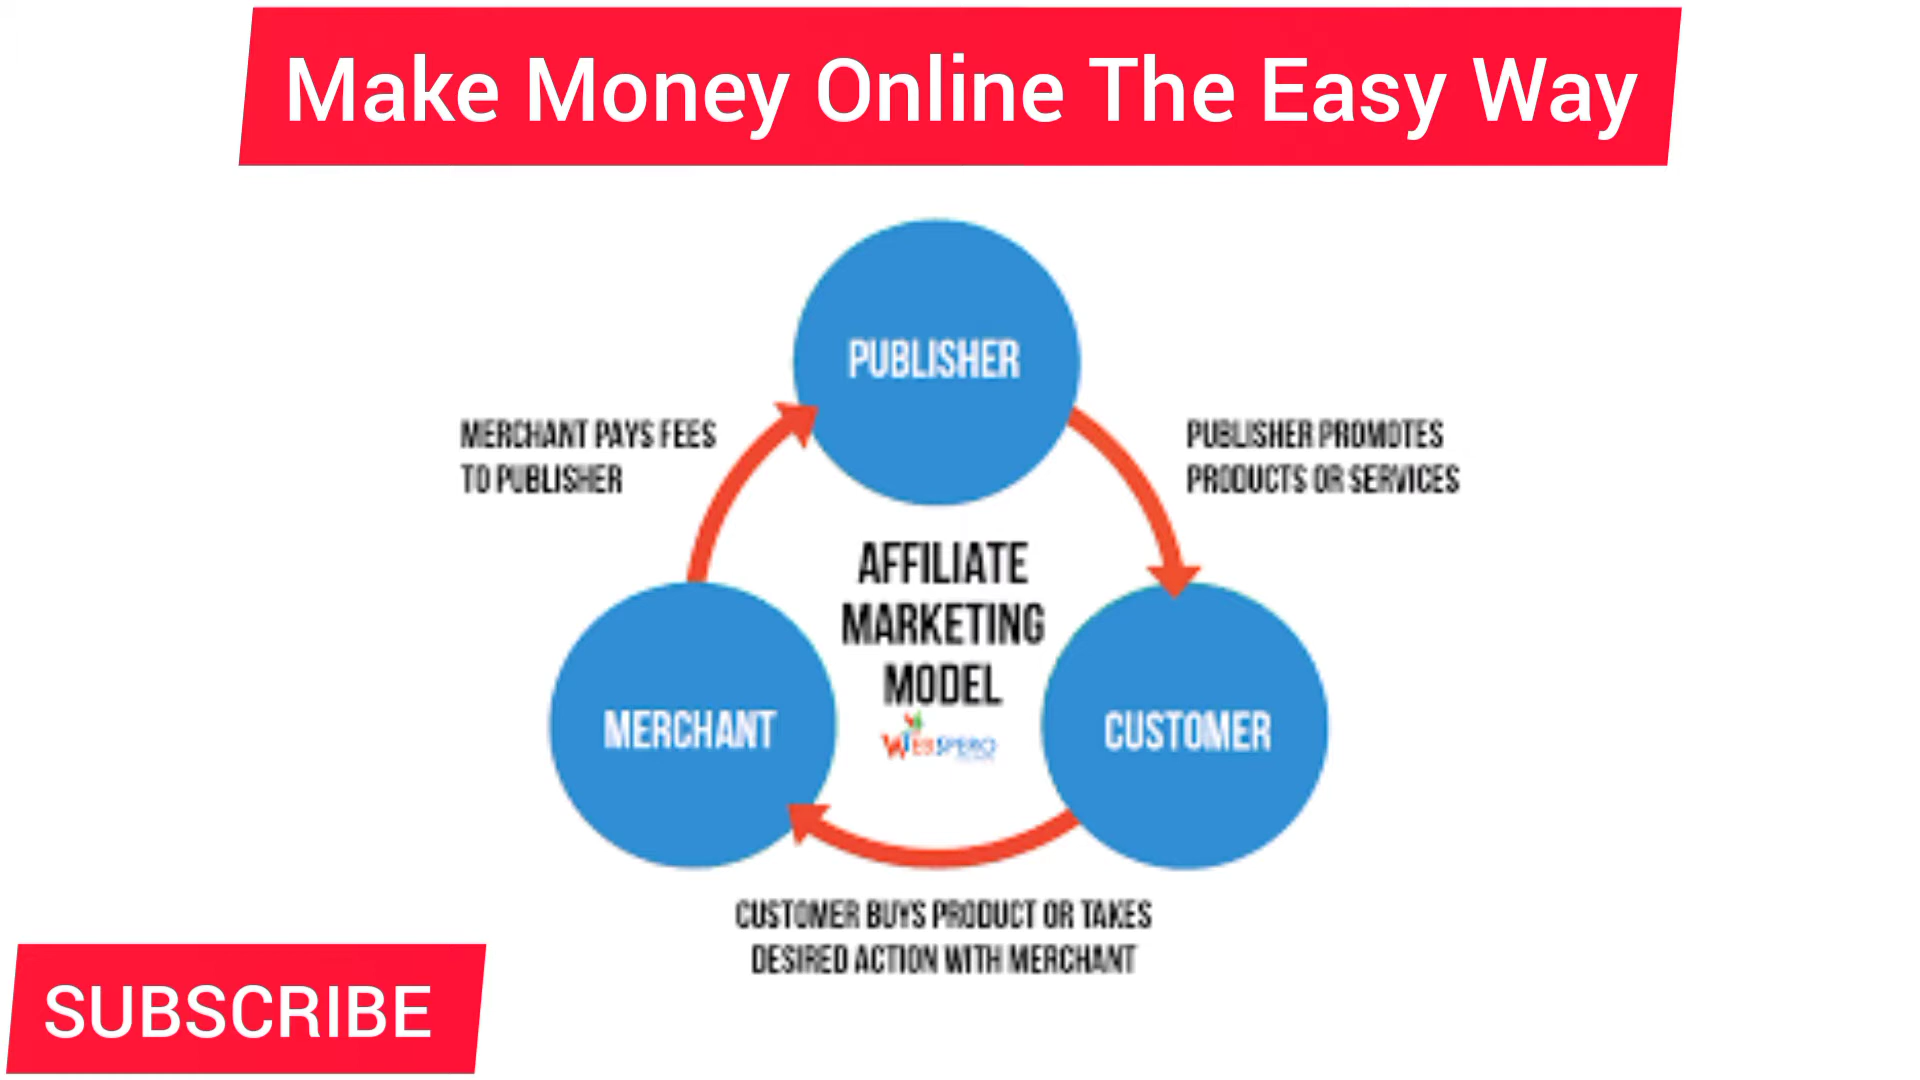 Make Money Online The Easy Way
PUBLISHER
MERCHANT PAYS FEES
TO PUBLISHER
PUBLISHER PROMOTES
PRODUCTS OR SERVICES
AFFILIATE
MARKETING
MODEL
WEBSPERO
MERCHANT
CUSTOMER
CUSTOMER BUYS PRODUCT OR TAKES
DESIRED ACTION WITH MERCHANT
SUBSCRIBE